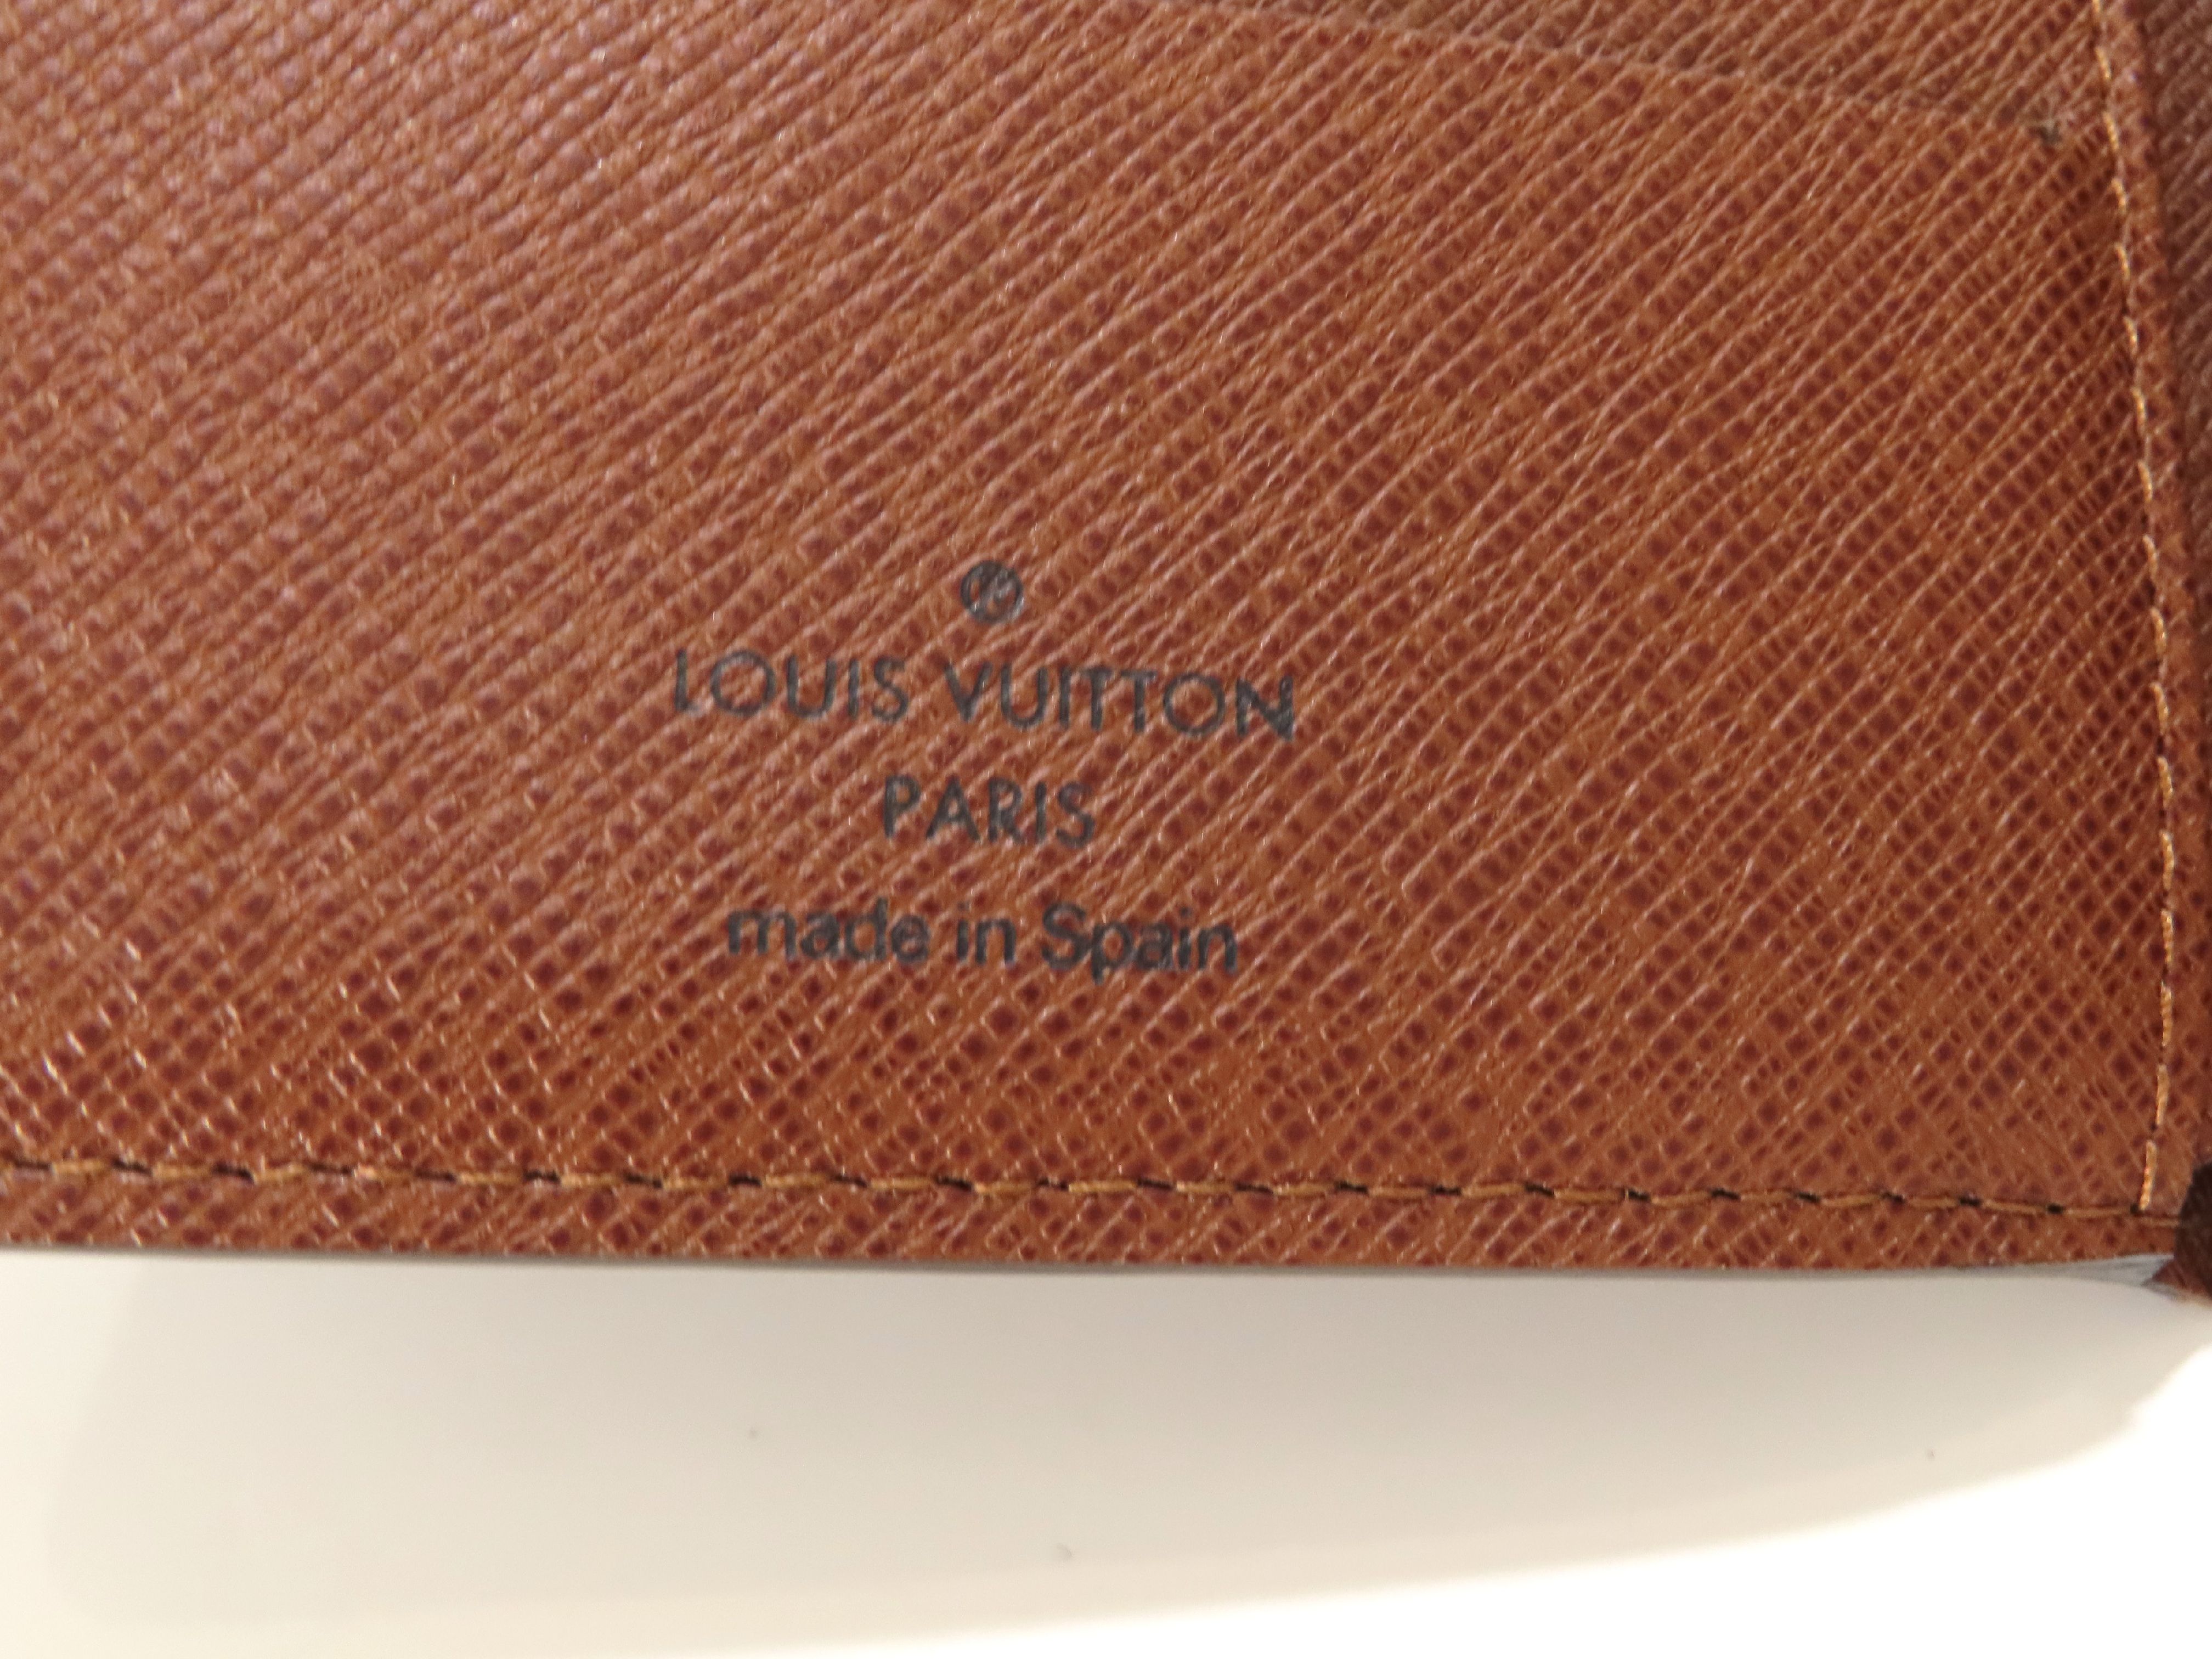 ®
LOUIS VUITTON
PARIS
made in Spain